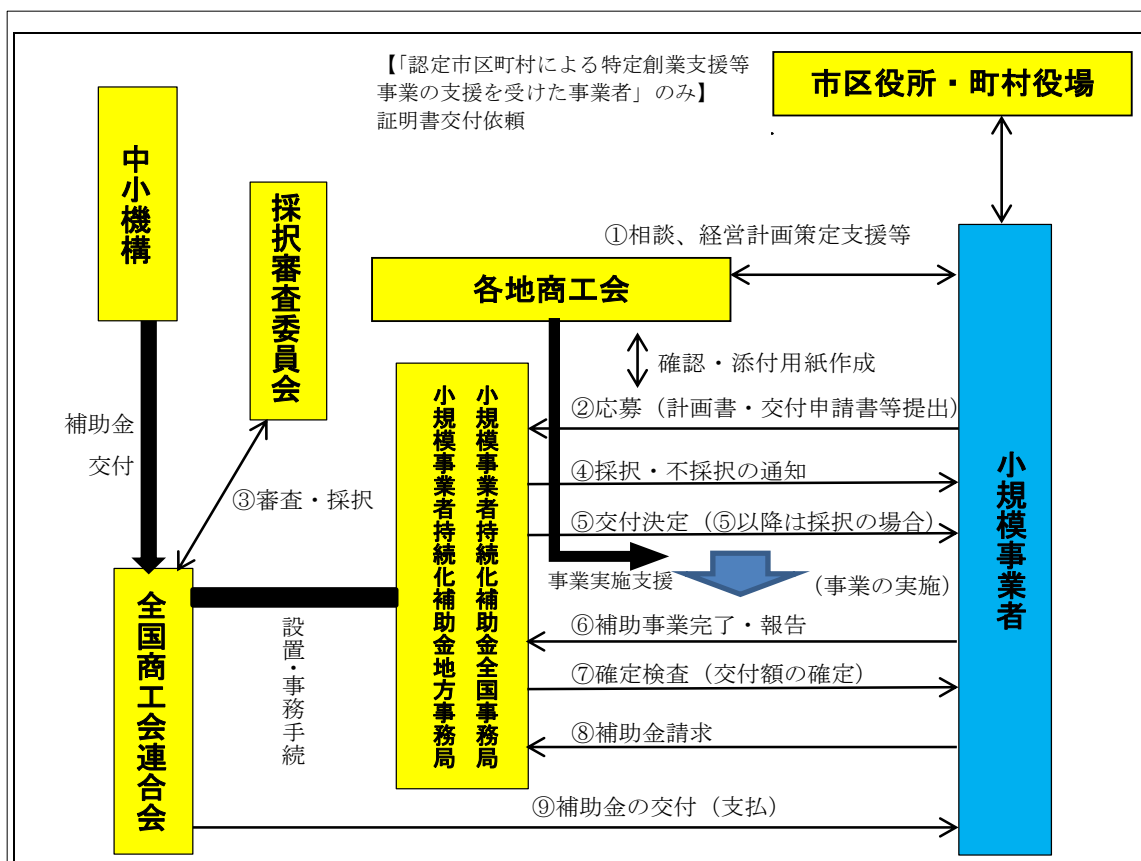 【「認定市区町村による特定創業支援等
事業の支援を受けた事業者」のみ】
証明書交付依頼
市区役所・町村役場
中小機構
採択審査委員会
①相談、経営計画策定支援等
各地商工会
確認・添付用紙作成
小規模事業者持続化補助金全国事務局
小規模事業者持続化補助金地方事務局
②応募（計画書・交付申請書等提出）
補助金
交付
④採択・不採択の通知
③審査・採択
⑤交付決定（⑤以降は採択の場合）
小規模事業者
事業実施支援
（事業の実施）
全国商工会連合会
設置・事務手続
⑥補助事業完了・報告
⑦確定検査（交付額の確定）
⑧補助金請求
⑨補助金の交付（支払）